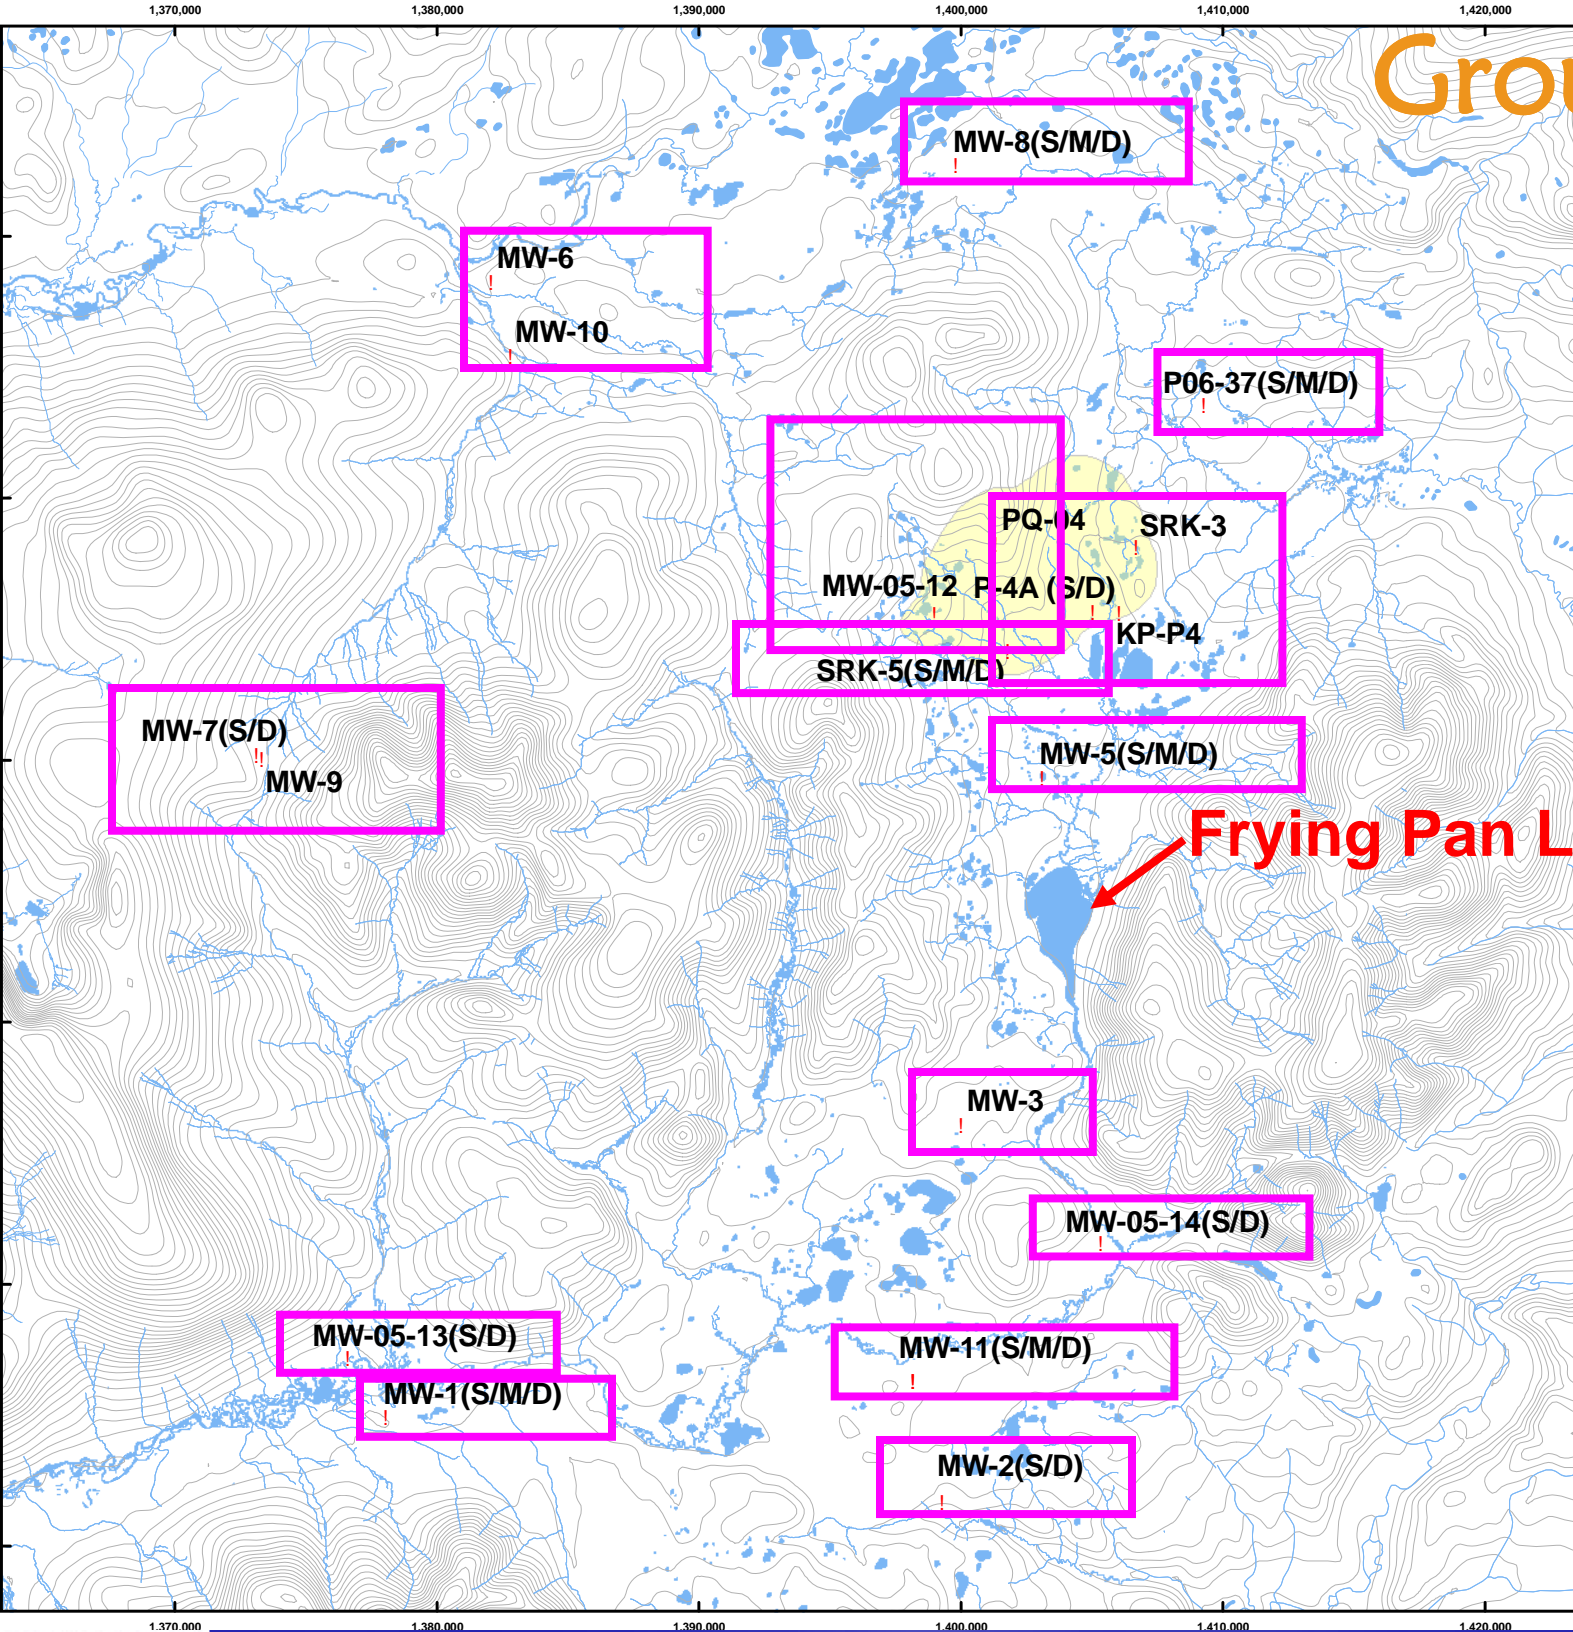 1,370,000 1,380,000 1,390,000 1,400,000 1,410,000 1,420,000
Grou
MW-8(S/M/D)
MW-6
MW-10
P06-37(S/M/D)
PQ-04
SRK-3
MW-05-12 P-4A (S/D)
KP-P4
SRK-5(S/M/D)
MW-7(S/D)
MW-5(S/M/D)
MW-9
Frying Pan L
MW-3
MW-05-14(S/D)
MW-05-13(S/D)
MW-11(S/M/D)
MW-1(S/M/D)
MW-2(S/D)
1,370,000 1,380,000 1,390,000 1,400,000 1,410,000 1,420,000